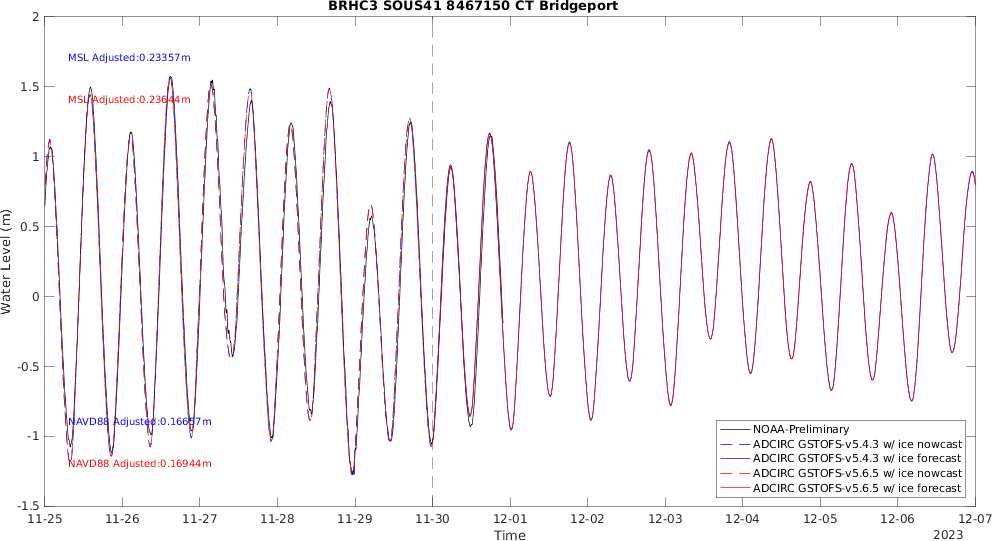 BRHC3 SOUS41 8467150 CT Bridgeport
2
1.5
1
0.5
0
-0.5
-1
-1.5
Water Level (m)
MSL Adjusted:0.23357m
MSL Adjusted:0.23644m
NAVD88 Adjusted:0.16657m
NAVD88 Adjusted:0.16944m
NOAA-Preliminary
ADCIRC GSTOFS-v5.4.3 w/ ice nowcast
ADCIRC GSTOFS-v5.4.3 w/ ice forecast
ADCIRC GSTOFS-v5.6.5 w/ ice nowcast
ADCIRC GSTOFS-v5.6.5 w/ ice forecast
11-25 11-26 11-27 11-28 11-29 11-30 12-01 12-02 12-03 12-04 12-05 12-06 12-07
Time
2023